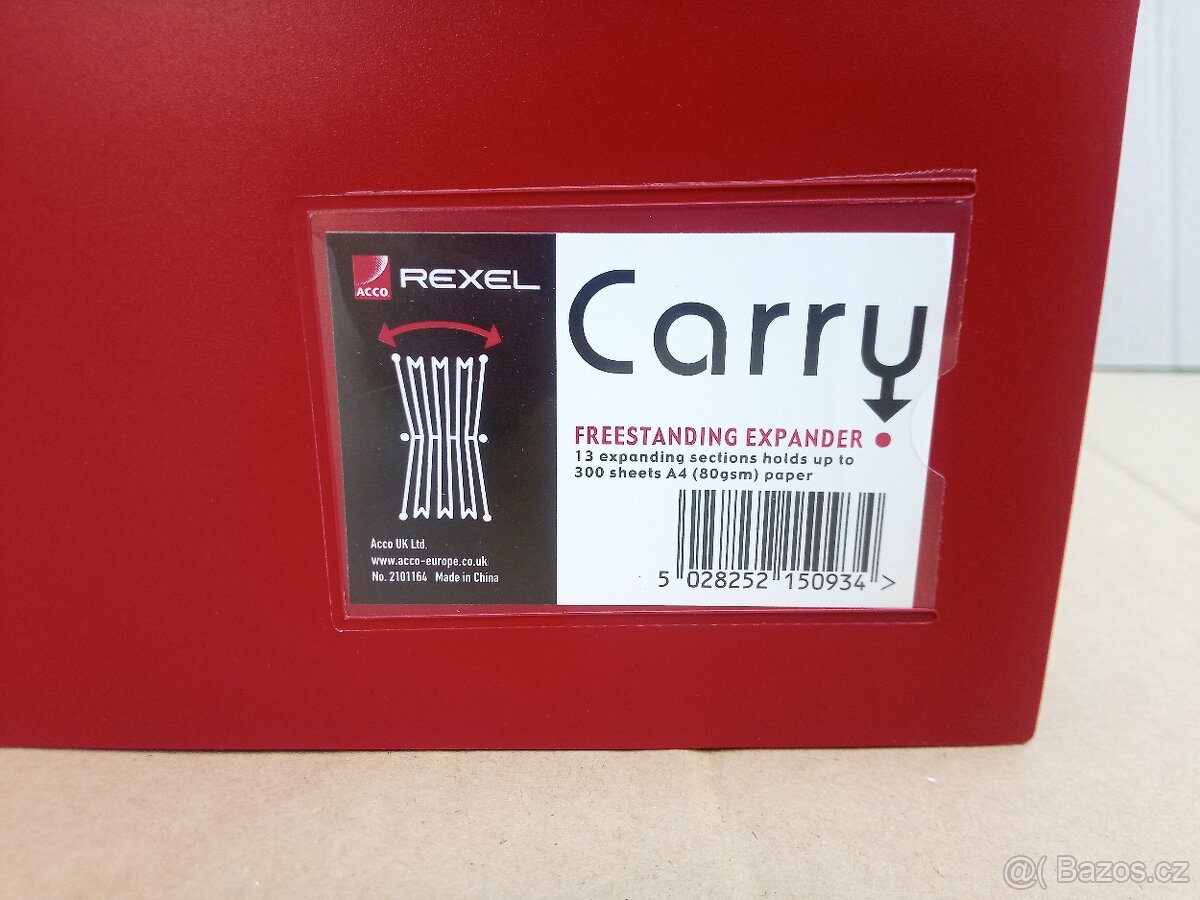 ACCO REXEL
Carry
FREESTANDING EXPANDER
13 expanding sections holds up to
300 sheets A4 (80gsm) paper
Acco UK Ltd.
www.acco-europe.co.uk
No. 2101164 Made in China
5 028252 150934 >
@( Bazos.cz